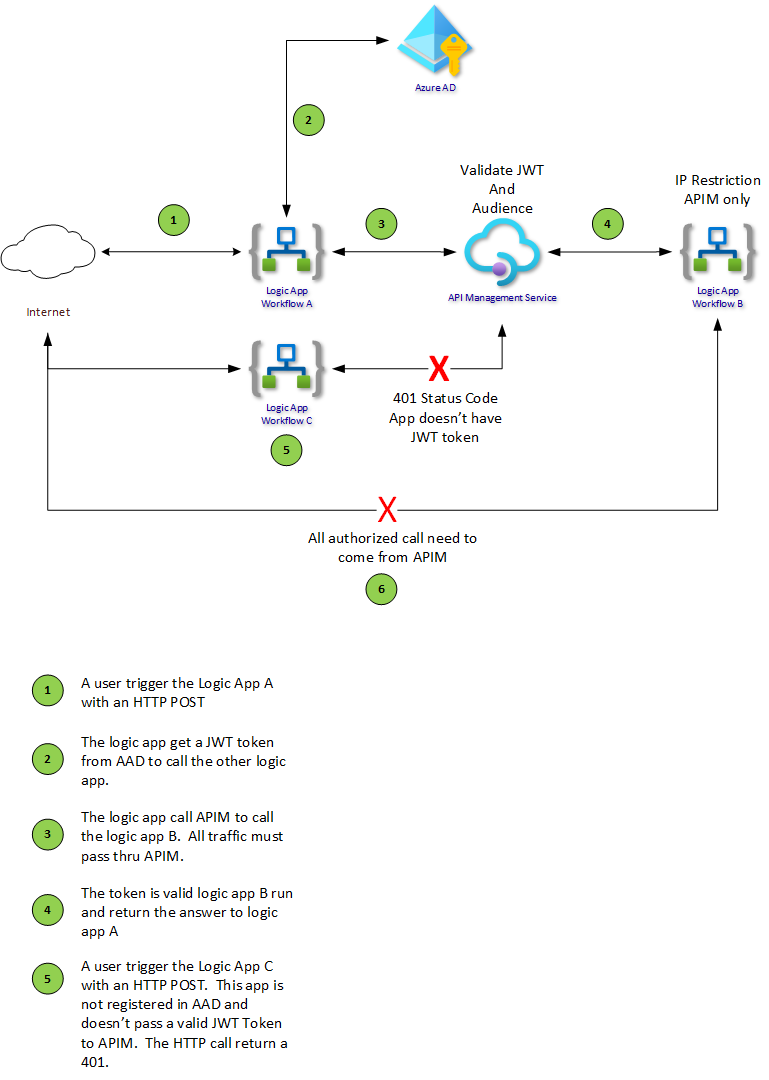 Azure AD
2
Validate JWT
And
Audience
IP Restriction
APIM only
1
3
4
Internet
Logic App
Workflow A
API Management Service
Logic App
Workflow B
X
401 Status Code
App doesn’t have
JWT token
Logic App
Workflow C
5
X
All authorized call need to
come from APIM
6
1
A user trigger the Logic App A
with an HTTP POST
2
The logic app get a JWT token
from AAD to call the other logic
app.
3
The logic app call APIM to call
the logic app B.  All traffic must
pass thru APIM.
4
The token is valid logic app B run
and return the answer to logic
app A
5
A user trigger the Logic App C
with an HTTP POST.  This app is
not registered in AAD and
doesn’t pass a valid JWT Token
to APIM.  The HTTP call return a
401.